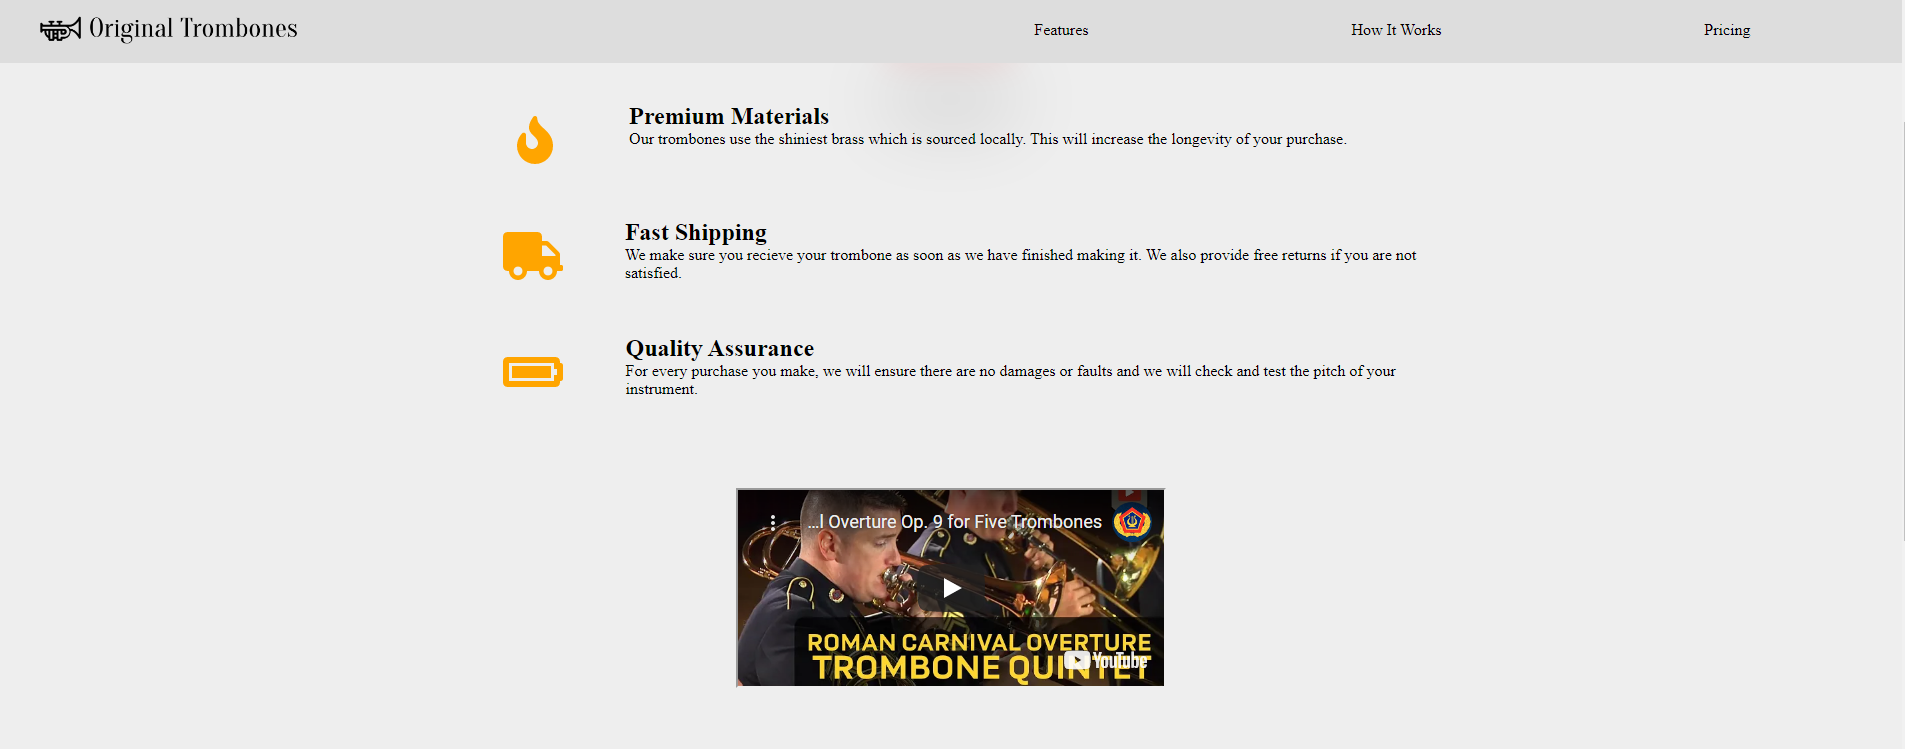 Original Trombones
Features
How It Works
Pricing
Premium Materials
Our trombones use the shiniest brass which is sourced locally. This will increase the longevity of your purchase.
Fast Shipping
We make sure you recieve your trombone as soon as we have finished making it. We also provide free returns if you are not
satisfied.
Quality Assurance
For every purchase you make, we will ensure there are no damages or faults and we will check and test the pitch of your
instrument.
...l Overture Op. 9 for Five Trombones
ROMAN CARNIVAL OVERTURE
TROMBONE QUINTET
YouTube